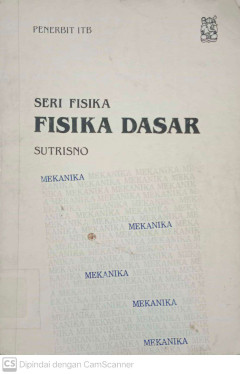 PENERBIT ITB
SERI FISIKA
FISIKA DASAR
SUTRISNO
MEKANIKA
MEKANIKA
MEKANIKA
MEKANIKA
MEKANIKA
CS Dipindai dengan CamScanner